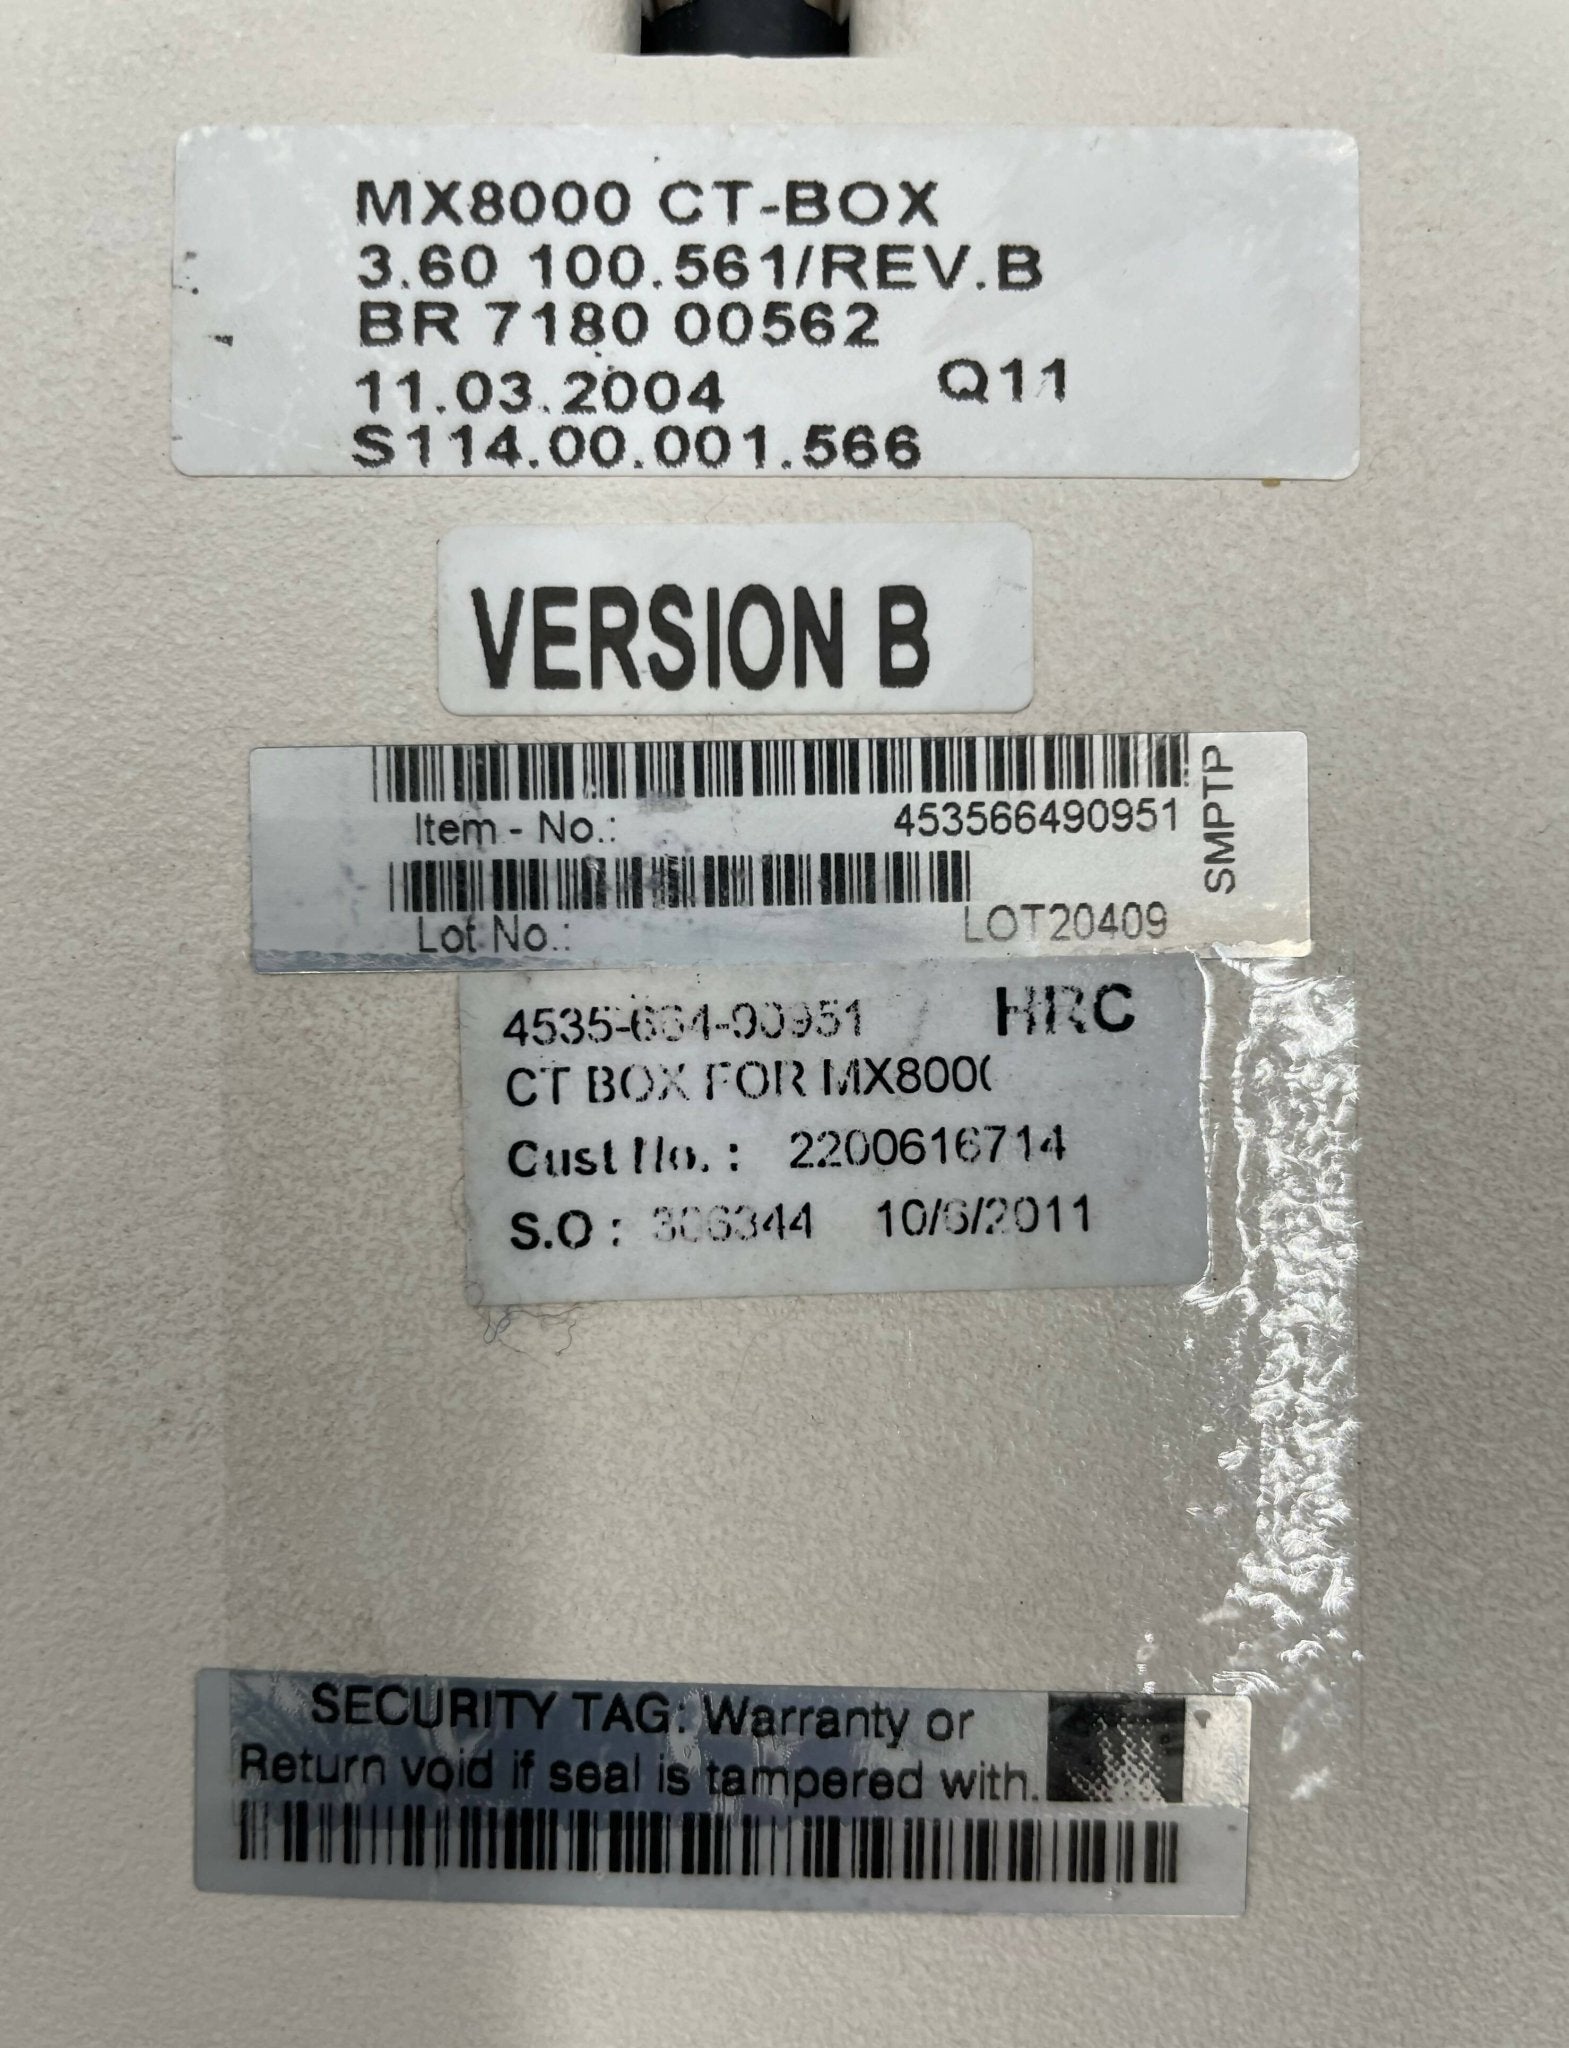 MX8000 CT-BOX
3.60 100.561/REV.B
BR 7180 00562
11.03.2004 Q11
S114.00.001.566
VERSION B
Item - No.: 453566490951
SMPTP
Lot No.: LOT20409
HRC
CT BOX FOR MX800
Cust No. : 2200616714
S.O : 306344 10/6/2011
SECURITY TAG: Warranty or
Return void if seal is tampered with.